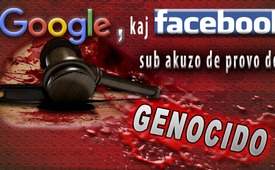 Google, kaj facebook
sub akuzo de provo de
GENOCIDO